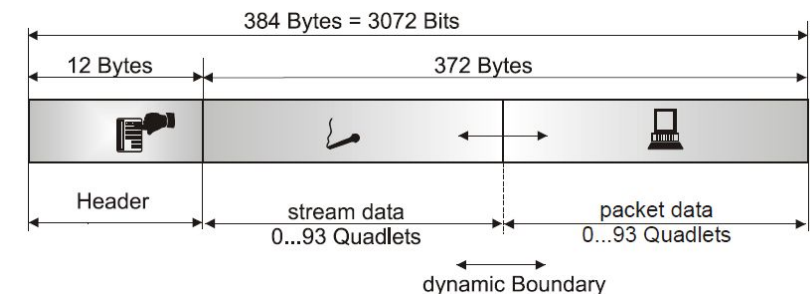 384 Bytes = 3072 Bits
12 Bytes
372 Bytes
Header
stream data
0...93 Quadlets
packet data
0...93 Quadlets
dynamic Boundary